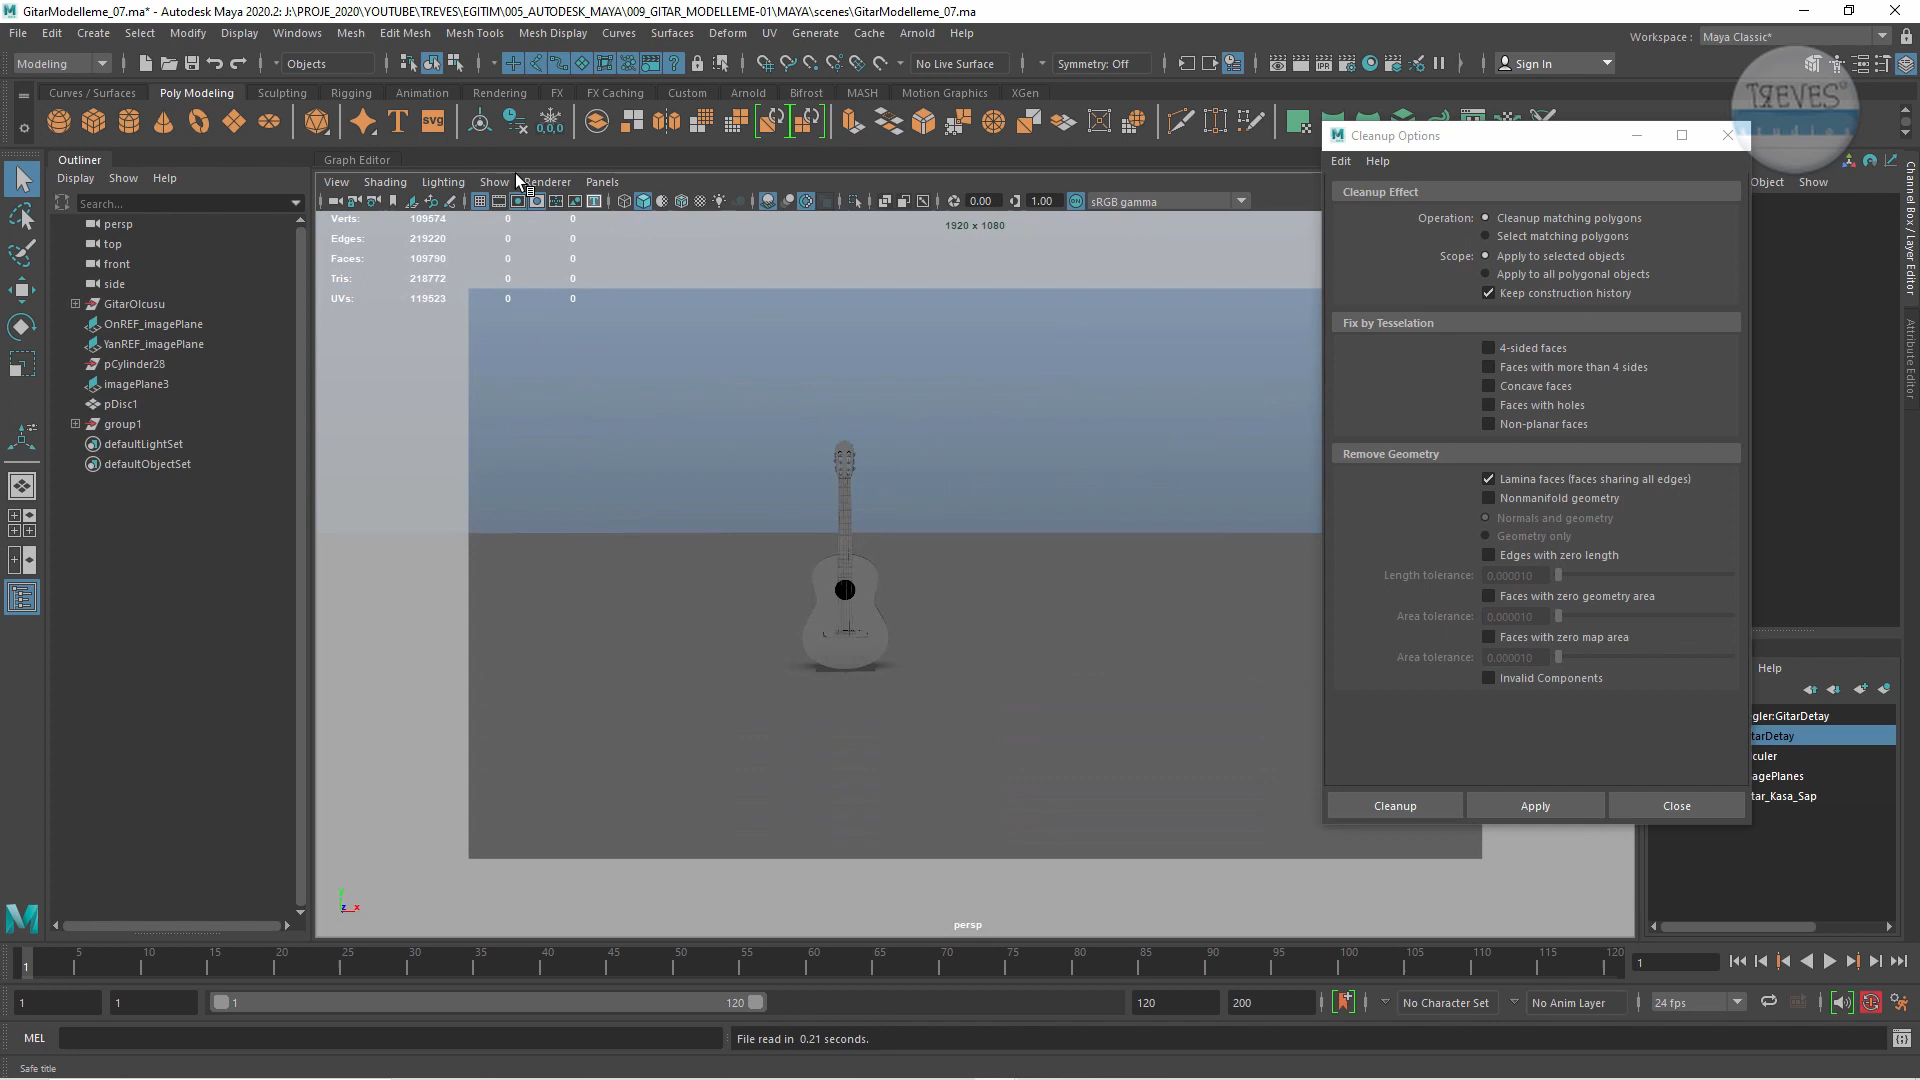 GitarModelleme_07.ma* - Autodesk Maya 2020.2: J:\PROJE_2020\YOUTUBE\TREVES\EGITIM\005_AUTODESK_MAYA\009_GITAR_MODELLEME-01\MAYA\scenes\GitarModelleme_07.ma
File Edit Create Select Modify Display Windows Mesh Edit Mesh Mesh Tools Mesh Display Curves Surfaces Deform UV Generate Cache Arnold Help
Workspace : Maya Classic*
Modeling Objects No Live Surface Symmetry: Off Sign In
Curves / Surfaces Poly Modeling Sculpting Rigging Animation Rendering FX FX Caching Custom Arnold Bifrost MASH Motion Graphics XGen
T SVG 0,0,0
TREVES
Studios
Outliner
Display Show Help
Search...
persp
top
front
side
GitarOlcusu
OnREF_imagePlane
YanREF_imagePlane
pCylinder28
imagePlane3
pDisc1
group1
defaultLightSet
defaultObjectSet
Graph Editor
View Shading Lighting Show Renderer Panels
0.00 1.00 sRGB gamma
Verts: 109574 0 0
Edges: 219220 0 0
Faces: 109790 0 0
Tris: 218772 0 0
UVs: 119523 0 0
1920 x 1080
persp
y
z x
Cleanup Options
Edit Help
Cleanup Effect
Operation: Cleanup matching polygons
Select matching polygons
Scope: Apply to selected objects
Apply to all polygonal objects
Keep construction history
Fix by Tesselation
4-sided faces
Faces with more than 4 sides
Concave faces
Faces with holes
Non-planar faces
Remove Geometry
Lamina faces (faces sharing all edges)
Nonmanifold geometry
Normals and geometry
Geometry only
Edges with zero length
Length tolerance: 0.000010
Faces with zero geometry area
Area tolerance: 0.000010
Faces with zero map area
Area tolerance: 0.000010
Invalid Components
Cleanup Apply Close
Object Show
Channel Box / Layer Editor
Attribute Editor
Help
gler:GitarDetay
tarDetay
culer
agePlanes
tar_Kasa_Sap
1 5 10 15 20 25 30 35 40 45 50 55 60 65 70 75 80 85 90 95 100 105 110 115 120
1
1 1 1 120 120 200 No Character Set No Anim Layer 24 fps
MEL File read in 0.21 seconds.
Safe title